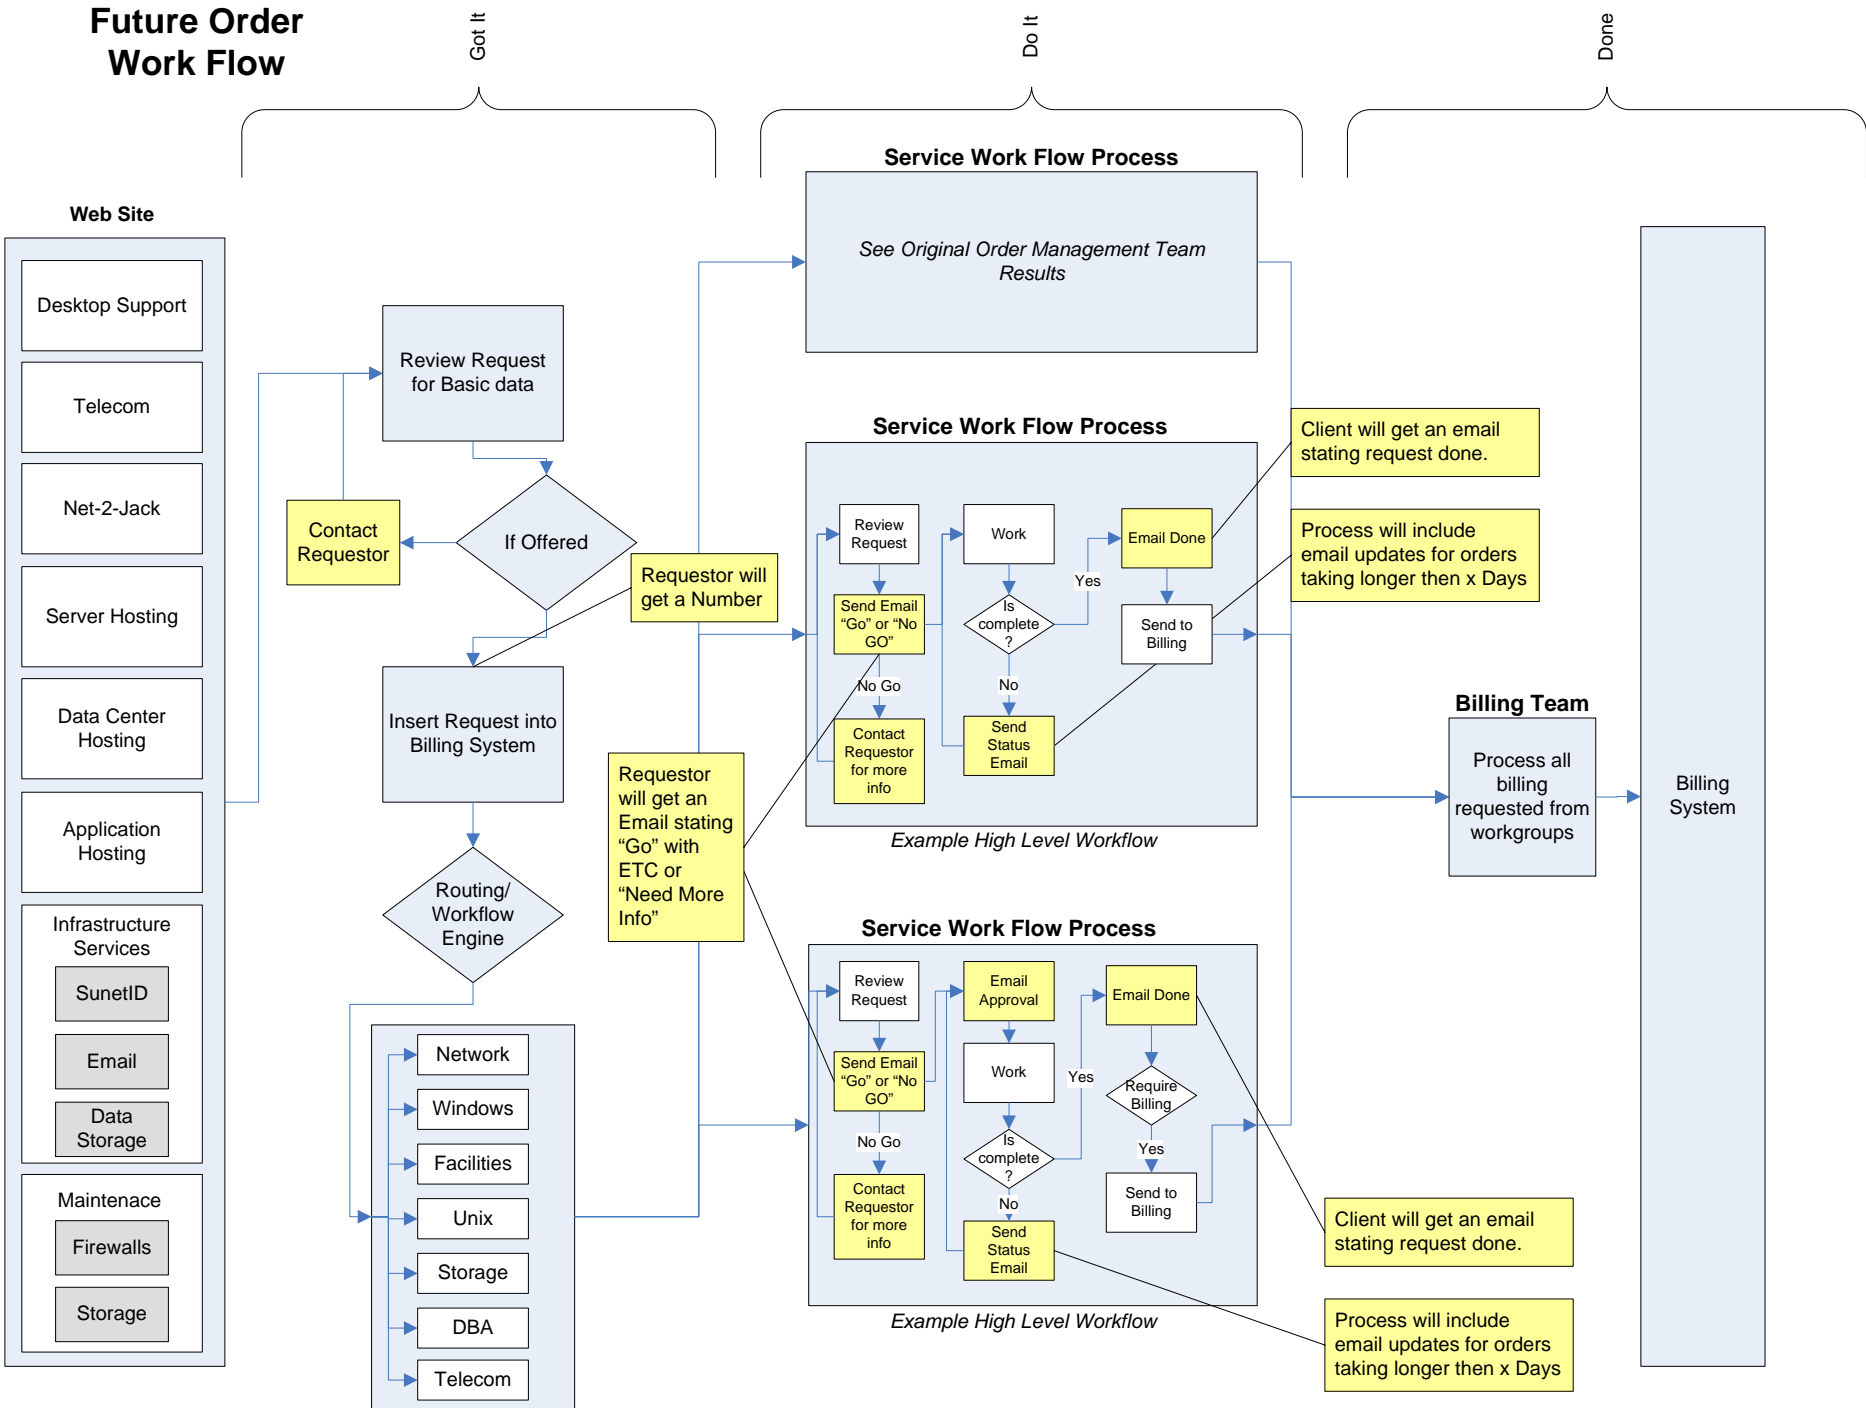 Future Order
Work Flow
Got It
Do It
Done
Web Site
Desktop Support
Telecom
Net-2-Jack
Server Hosting
Data Center
Hosting
Application
Hosting
Infrastructure
Services
SunetID
Email
Data
Storage
Maintenace
Firewalls
Storage
Review Request
for Basic data
If Offered
Contact
Requestor
Requestor will
get a Number
Insert Request into
Billing System
Routing/
Workflow
Engine
Network
Windows
Facilities
Unix
Storage
DBA
Telecom
Requestor
will get an
Email stating
“Go” with
ETC or
“Need More
Info”
Service Work Flow Process
See Original Order Management Team
Results
Service Work Flow Process
Review
Request
Send Email
“Go” or “No
GO”
No Go
Contact
Requestor
for more
info
Work
Is
complete
?
Yes
No
Send
Status
Email
Email Done
Send to
Billing
Example High Level Workflow
Client will get an email
stating request done.
Process will include
email updates for orders
taking longer then x Days
Service Work Flow Process
Review
Request
Send Email
“Go” or “No
GO”
No Go
Contact
Requestor
for more
info
Email
Approval
Work
Is
complete
?
Yes
No
Send
Status
Email
Email Done
Require
Billing
Yes
Send to
Billing
Example High Level Workflow
Client will get an email
stating request done.
Process will include
email updates for orders
taking longer then x Days
Billing Team
Process all
billing
requested from
workgroups
Billing
System